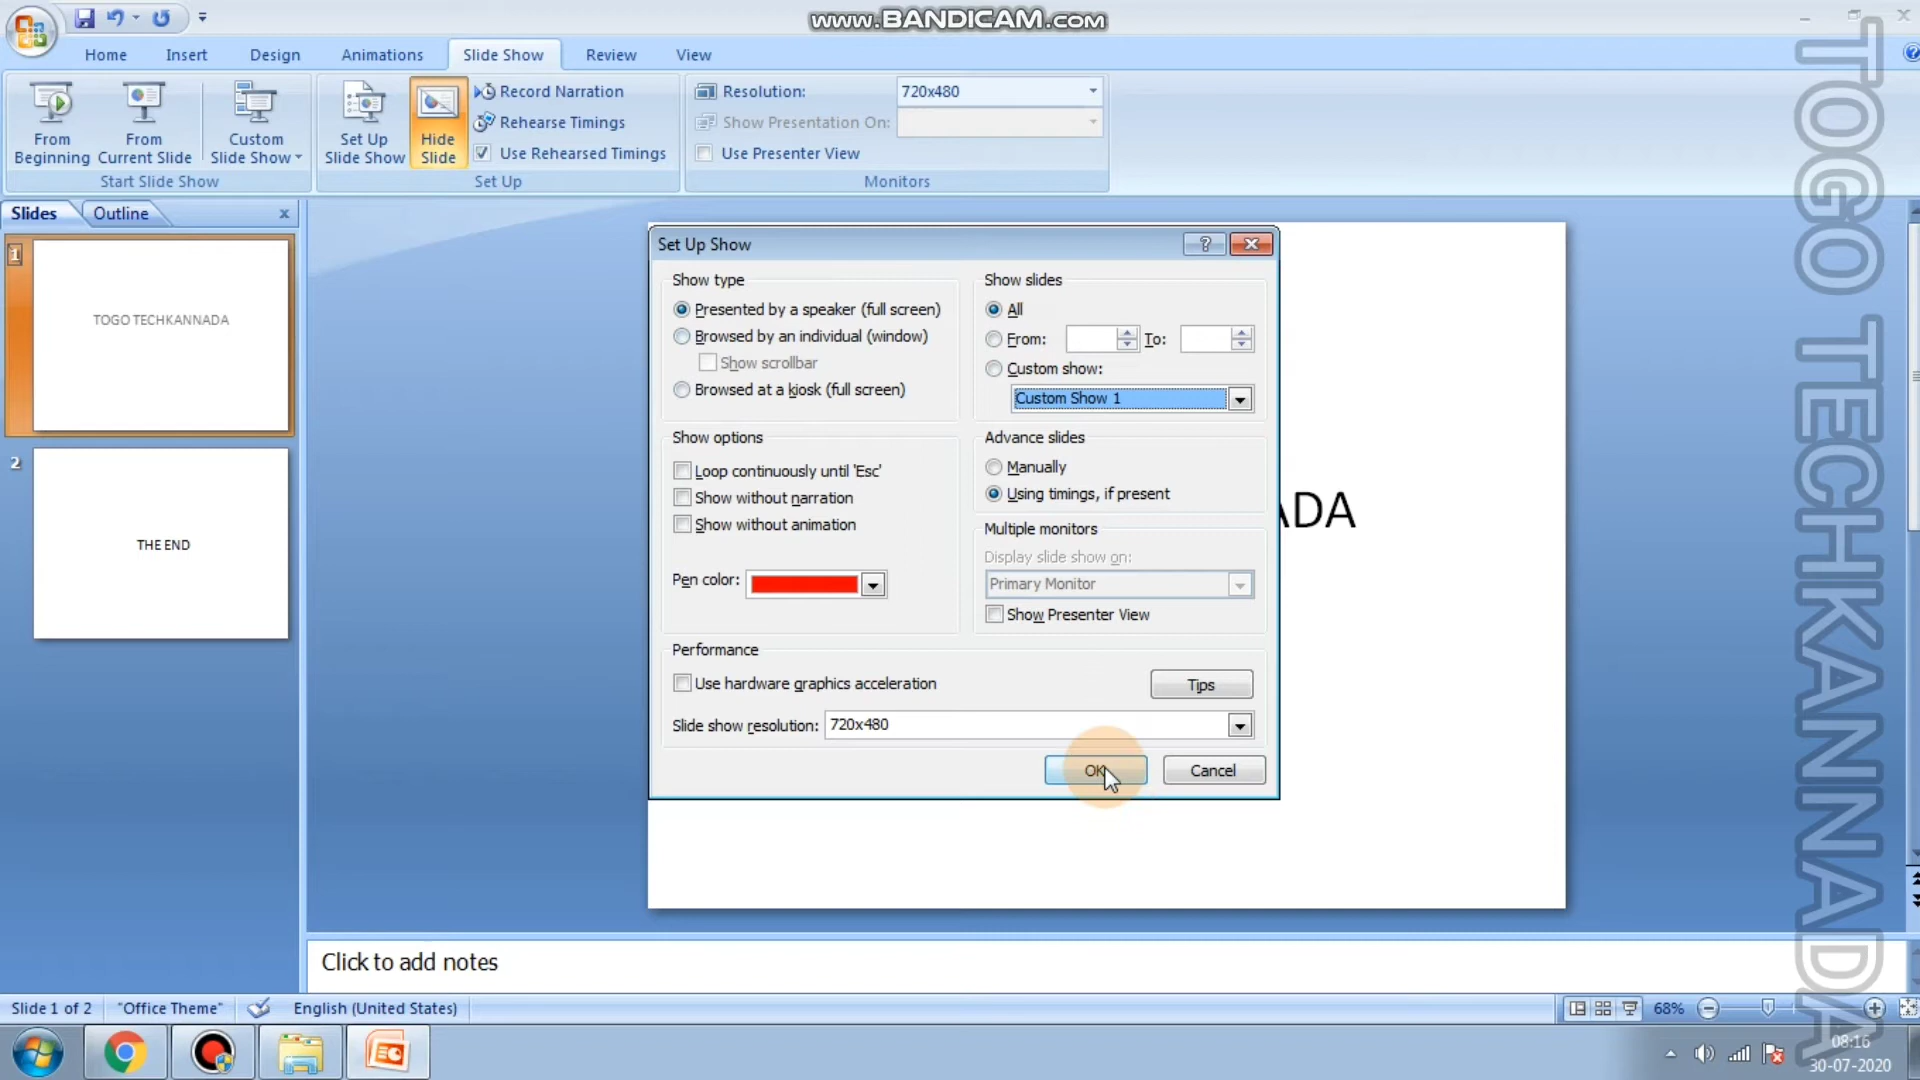 www.BANDICAM.com
Home Insert Design Animations Slide Show Review View
From Beginning
From Current Slide
Custom Slide Show
Set Up Slide Show
Hide Slide
Record Narration
Rehearse Timings
Use Rehearsed Timings
Resolution: 720x480
Show Presentation On:
Use Presenter View
Start Slide Show Set Up Monitors
Slides Outline x
1
TOGO TECHKANNADA
2
THE END
Set Up Show
?
Show type
Presented by a speaker (full screen)
Browsed by an individual (window)
Show scrollbar
Browsed at a kiosk (full screen)
Show slides
All
From: To:
Custom show:
Custom Show 1
Show options
Loop continuously until 'Esc'
Show without narration
Show without animation
Pen color:
Advance slides
Manually
Using timings, if present
Multiple monitors
Display slide show on:
Primary Monitor
Show Presenter View
Performance
Use hardware graphics acceleration
Tips
Slide show resolution: 720x480
OK Cancel
ADA
TOGO TECHKANNADA
Click to add notes
Slide 1 of 2 "Office Theme" English (United States) 68%
08:16
30-07-2020